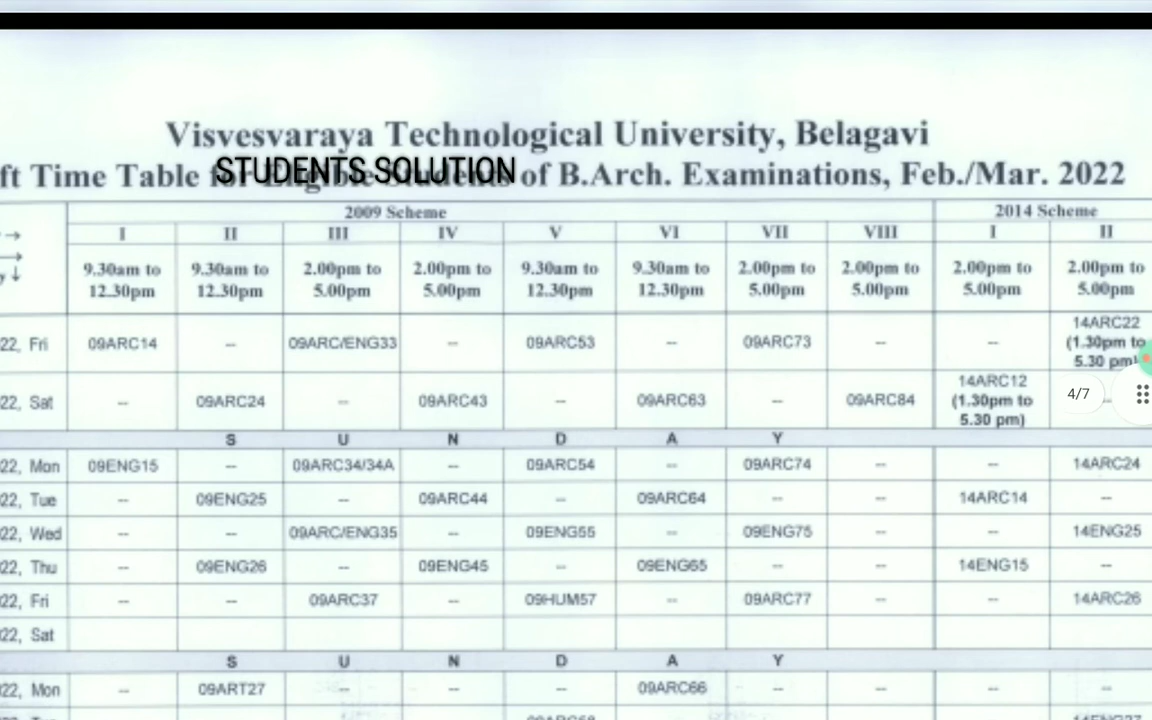 Visvesvaraya Technological University, Belagavi
ft Time Table for Eligible Students of B.Arch. Examinations, Feb./Mar. 2022
STUDENTS SOLUTION
2009 Scheme 2014 Scheme
→ I II III IV V VI VII VIII I II
→
y ↓ 9.30am to 9.30am to 2.00pm to 2.00pm to 9.30am to 9.30am to 2.00pm to 2.00pm to 2.00pm to 2.00pm to
12.30pm 12.30pm 5.00pm 5.00pm 12.30pm 12.30pm 5.00pm 5.00pm 5.00pm 5.00pm
22, Fri 09ARC14 -- 09ARC/ENG33 -- 09ARC53 -- 09ARC73 -- -- 14ARC22
(1.30pm to
5.30 pm)
22, Sat -- 09ARC24 -- 09ARC43 -- 09ARC63 -- 09ARC84 14ARC12 --
(1.30pm to
5.30 pm)
4/7
S U N D A Y
22, Mon 09ENG15 -- 09ARC34/34A -- 09ARC54 -- 09ARC74 -- -- 14ARC24
22, Tue -- 09ENG25 -- 09ARC44 -- 09ARC64 -- -- 14ARC14 --
22, Wed -- -- 09ARC/ENG35 -- 09ENG55 -- 09ENG75 -- -- 14ENG25
22, Thu -- 09ENG26 -- 09ENG45 -- 09ENG65 -- -- 14ENG15 --
22, Fri -- -- 09ARC37 -- 09HUM57 -- 09ARC77 -- -- 14ARC26
22, Sat
S U N D A Y
22, Mon -- 09ART27 -- -- -- 09ARC66 -- -- -- --